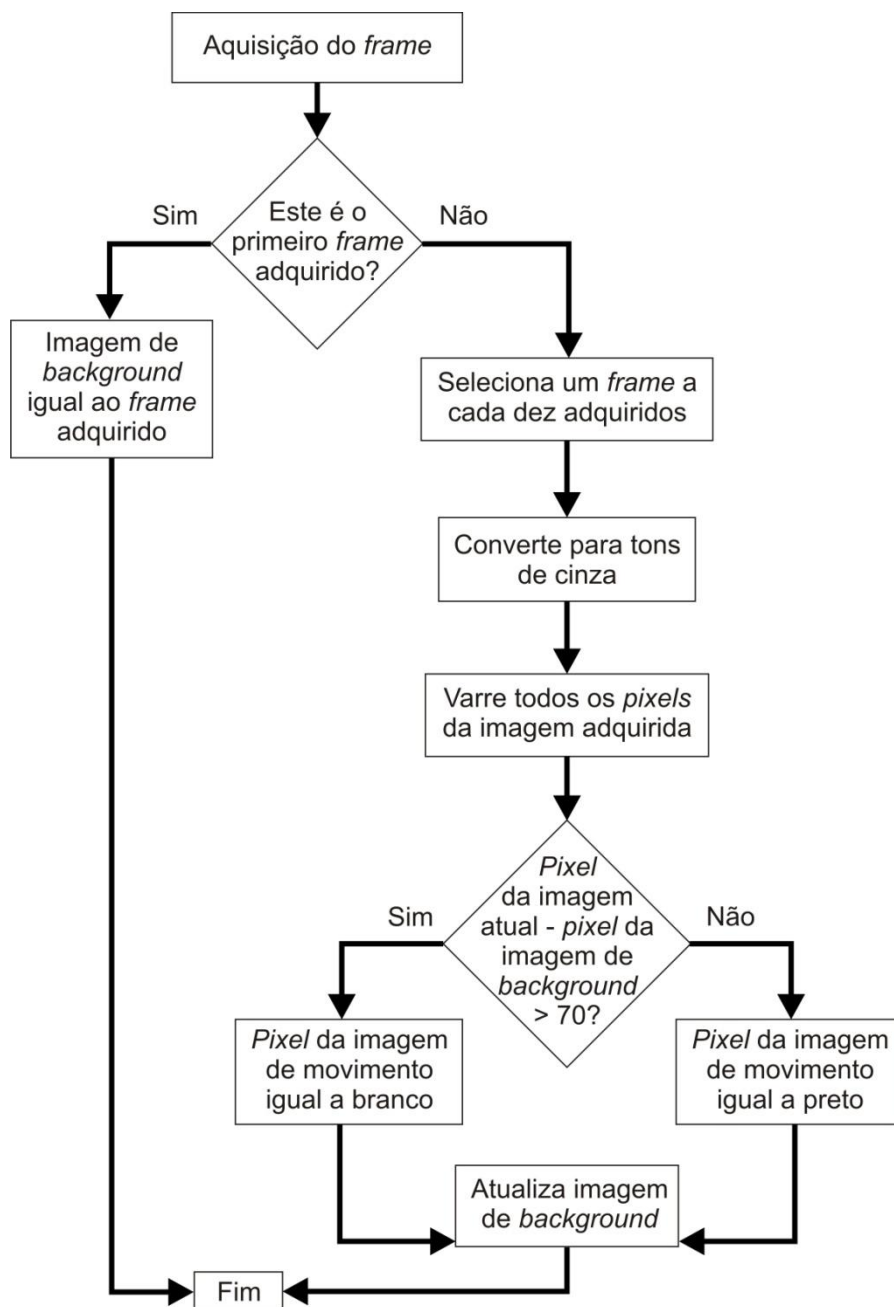 Aquisição do frame
Este é o
primeiro frame
adquirido?
Sim
Não
Imagem de
background
igual ao frame
adquirido
Seleciona um frame a
cada dez adquiridos
Converte para tons
de cinza
Varre todos os pixels
da imagem adquirida
Pixel
da imagem
atual - pixel da
imagem de
background
> 70?
Sim
Não
Pixel da imagem
de movimento
igual a branco
Pixel da imagem
de movimento
igual a preto
Atualiza imagem
de background
Fim